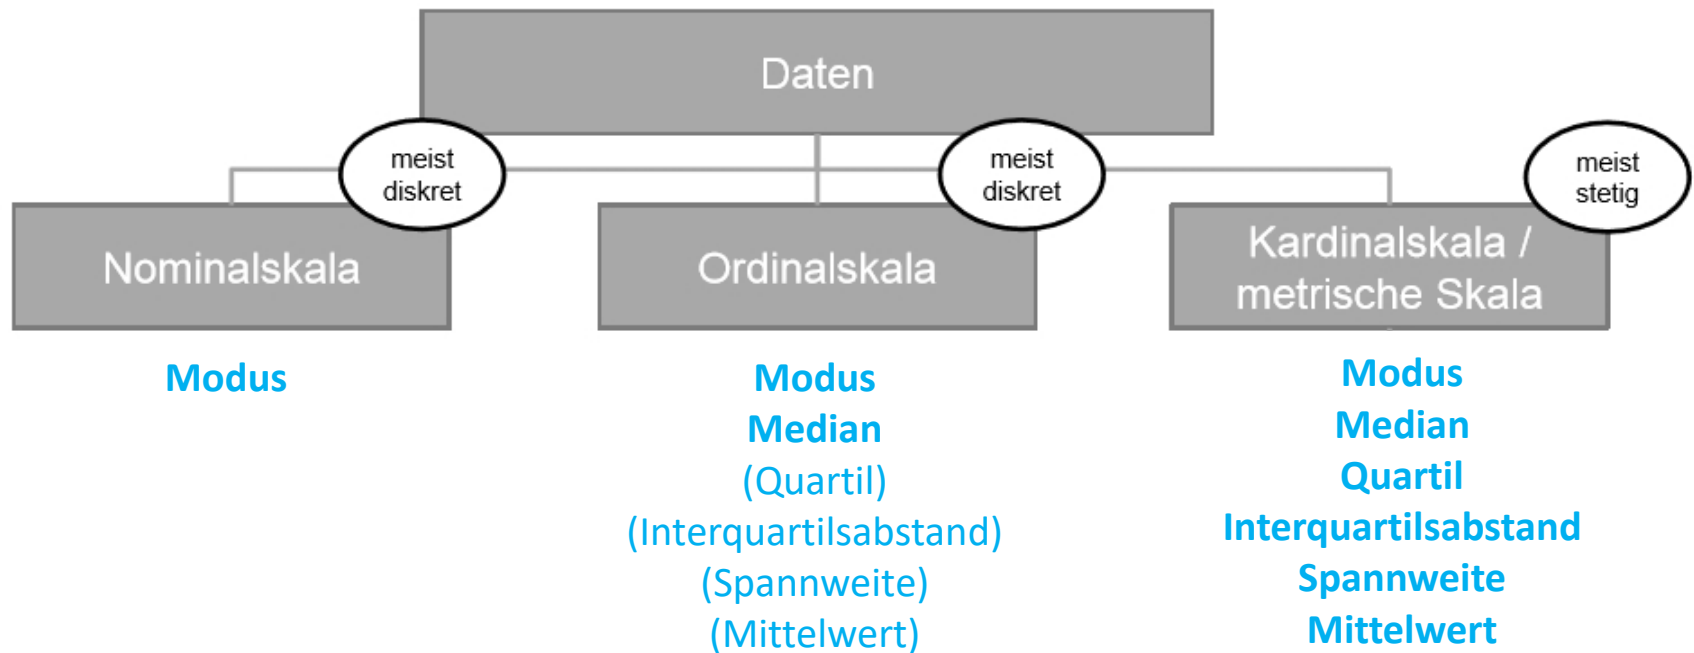 Daten
meist
diskret
meist
diskret
meist
stetig
Nominalskala
Ordinalskala
Kardinalskala /
metrische Skala
Modus
Modus
Median
(Quartil)
(Interquartilsabstand)
(Spannweite)
(Mittelwert)
Modus
Median
Quartil
Interquartilsabstand
Spannweite
Mittelwert